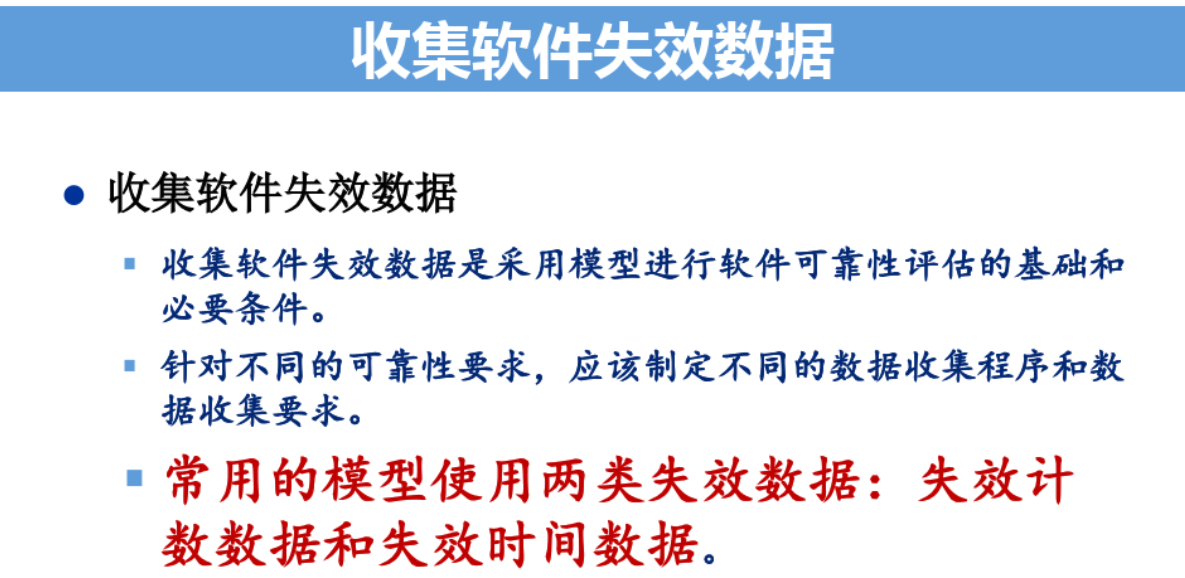 收集软件失效数据
收集软件失效数据
收集软件失效数据是采用模型进行软件可靠性评估的基础和
必要条件。
针对不同的可靠性要求，应该制定不同的数据收集程序和数
据收集要求。
常用的模型使用两类失效数据：失效计
数数据和失效时间数据。